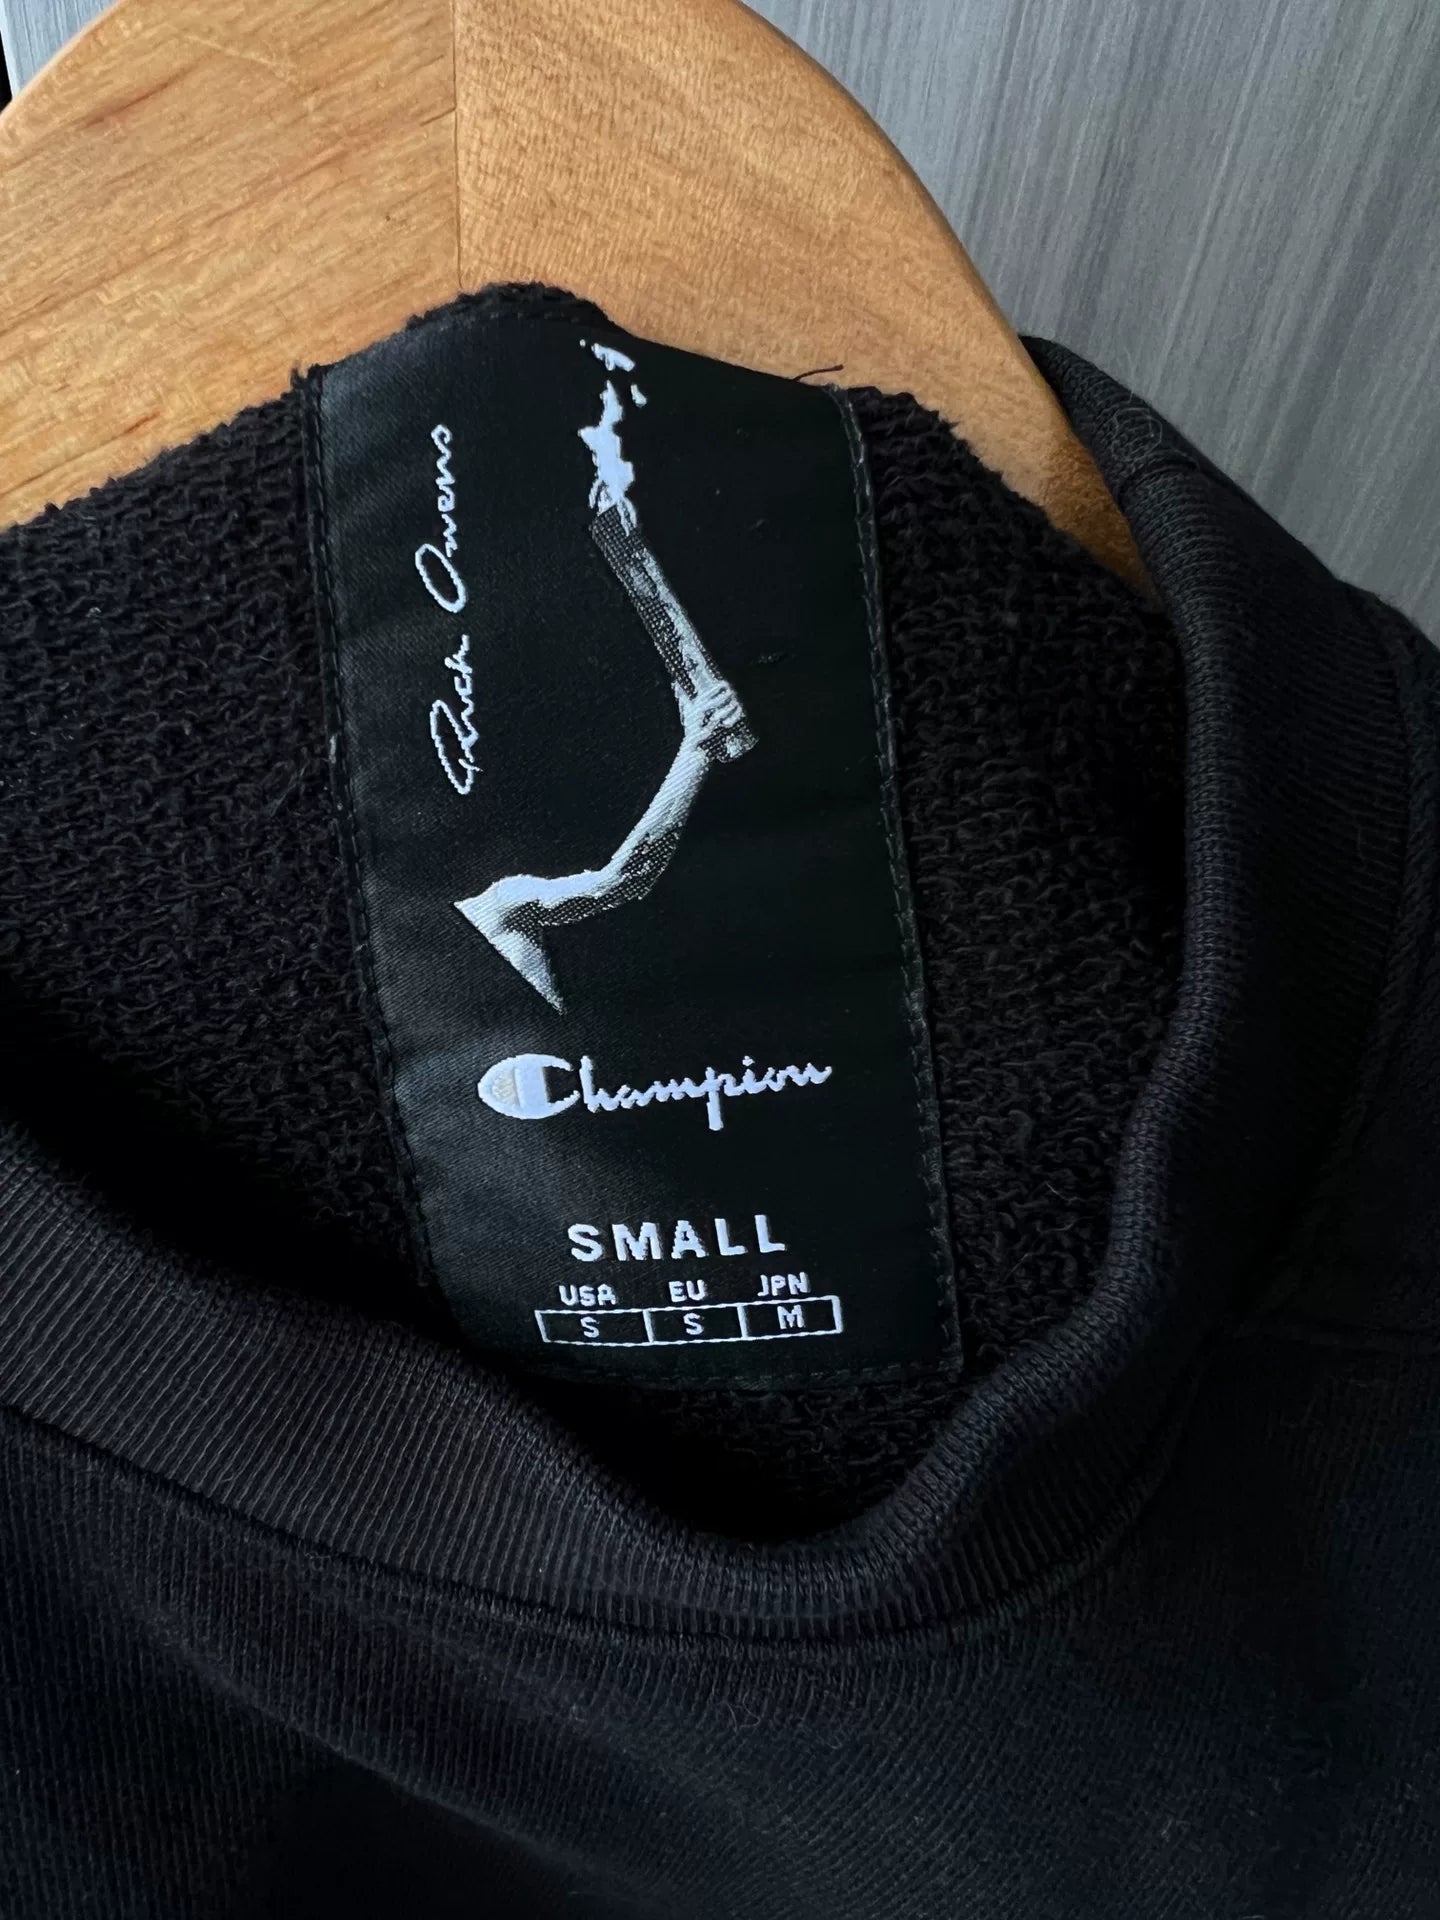 Rick Owens
Champion
SMALL
USA EU JPN
S S M